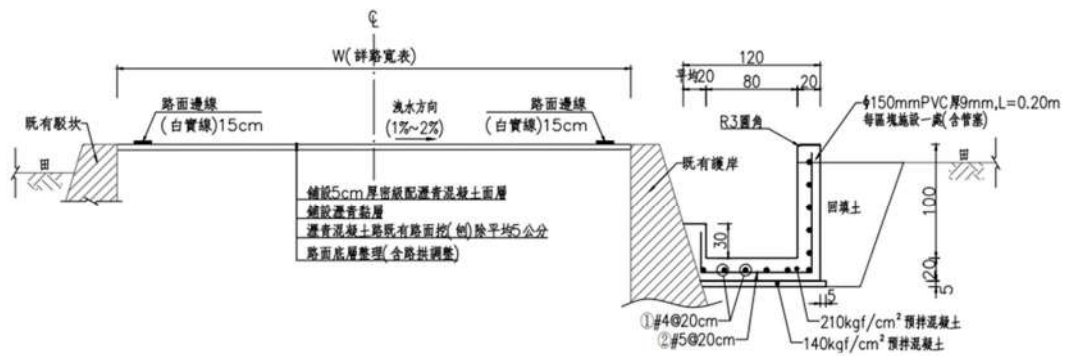 ℄
W(詳路寬表)
路面邊線
(白實線)15cm
洩水方向
(1%~2%)
路面邊線
(白實線)15cm
既有駁坎
田
鋪設5cm厚密級配瀝青混凝土面層
鋪設瀝青黏層
瀝青混凝土路既有路面挖(刨)除平均5公分
路面底層整理(含路拱調整)
既有護岸
120
平均20
80
20
R3圓角
ϕ150mmPVC厚9mm,L=0.20m
每區塊施設一處(含管塞)
田
回填土
100
30
20
5
5
①#4@20cm
②#5@20cm
210kgf/cm² 預拌混凝土
140kgf/cm² 預拌混凝土